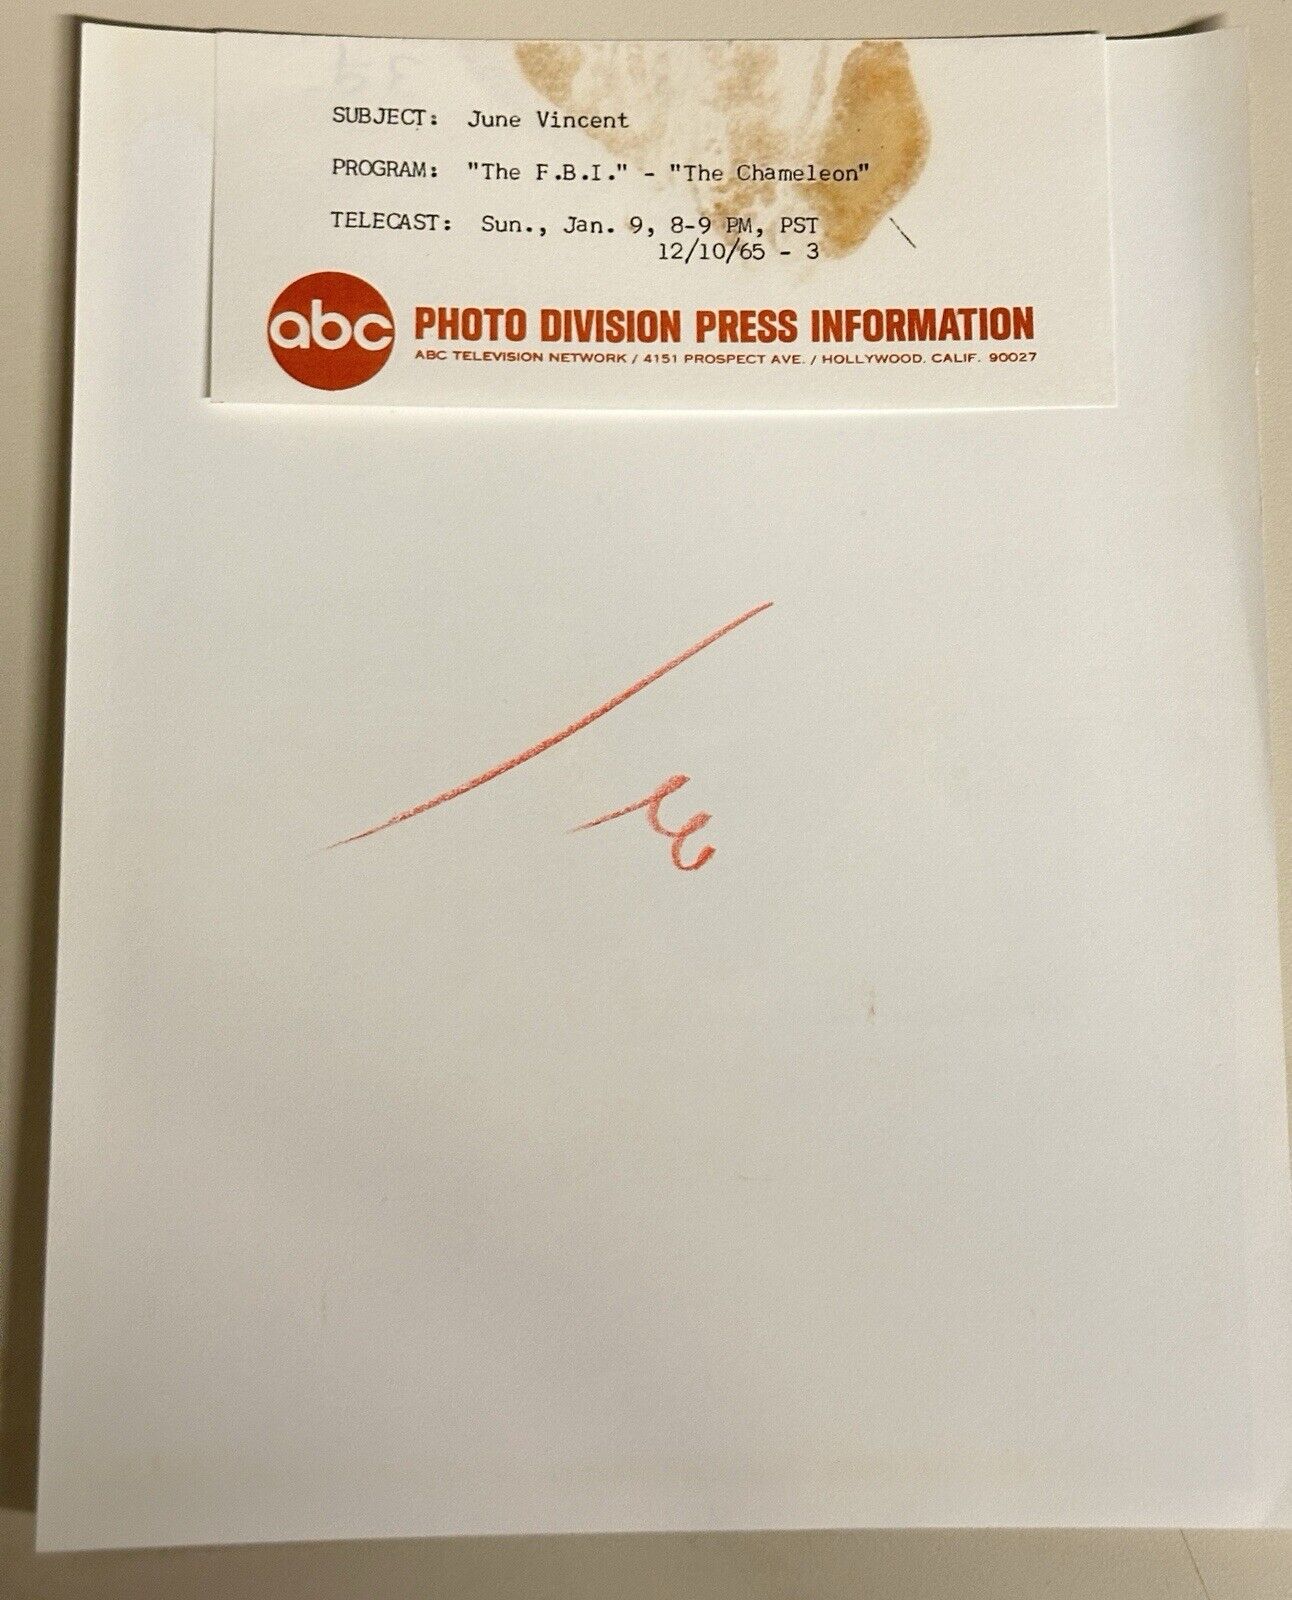 SUBJECT: June Vincent
PROGRAM: "The F.B.I." - "The Chameleon"
TELECAST: Sun., Jan. 9, 8-9 PM, PST
12/10/65 - 3
abc PHOTO DIVISION PRESS INFORMATION
ABC TELEVISION NETWORK / 4151 PROSPECT AVE. / HOLLYWOOD, CALIF. 90027